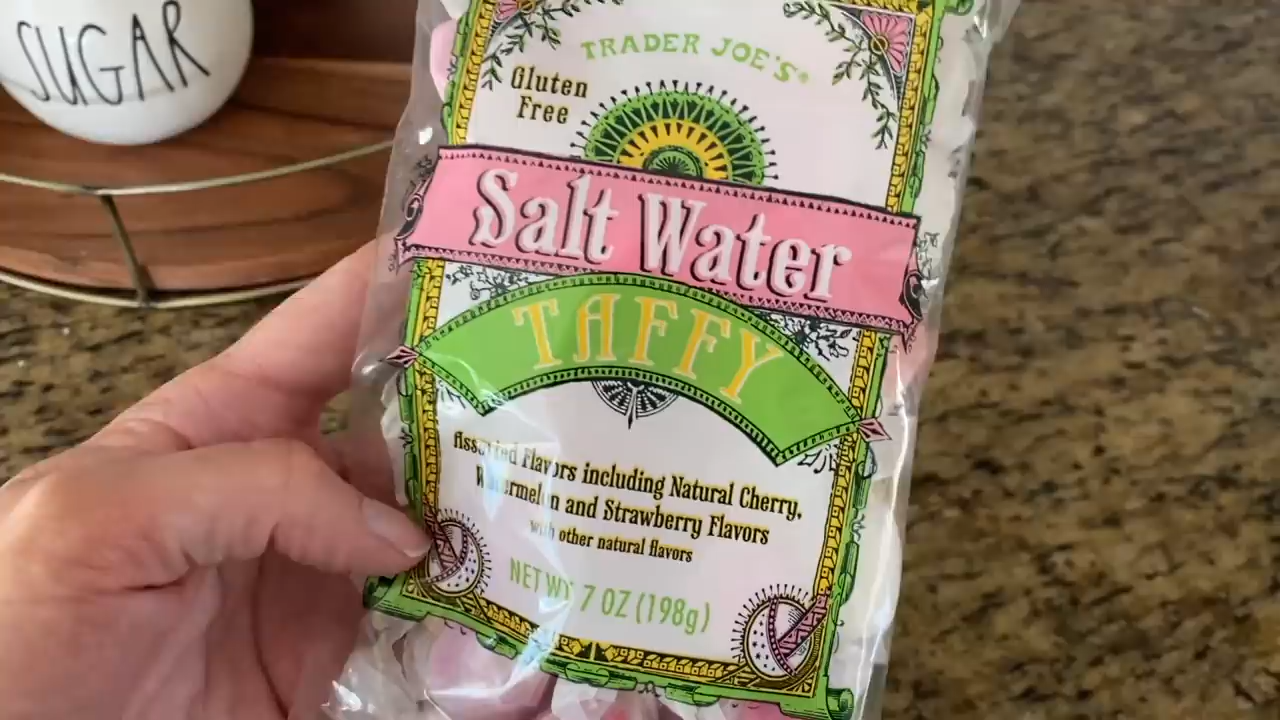 SUGAR
TRADER JOE'S®
Gluten
Free
Salt Water
TAFFY
Assorted Flavors including Natural Cherry,
Watermelon and Strawberry Flavors
with other natural flavors
NET WT 7 OZ (198g)